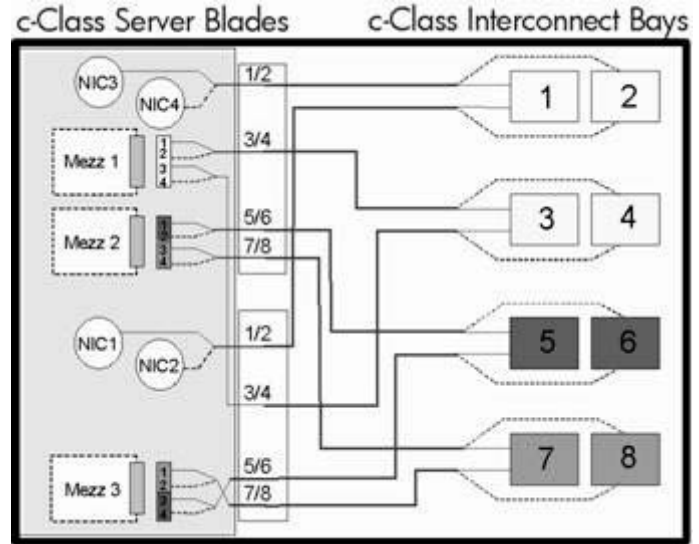 c-Class Server Blades
c-Class Interconnect Bays
NIC3
NIC4
1/2
1
2
Mezz 1
1
2
3
4
3/4
3
4
Mezz 2
3
4
5/6
7/8
NIC1
NIC2
1/2
5
6
3/4
Mezz 3
1
2
3
4
5/6
7/8
7
8